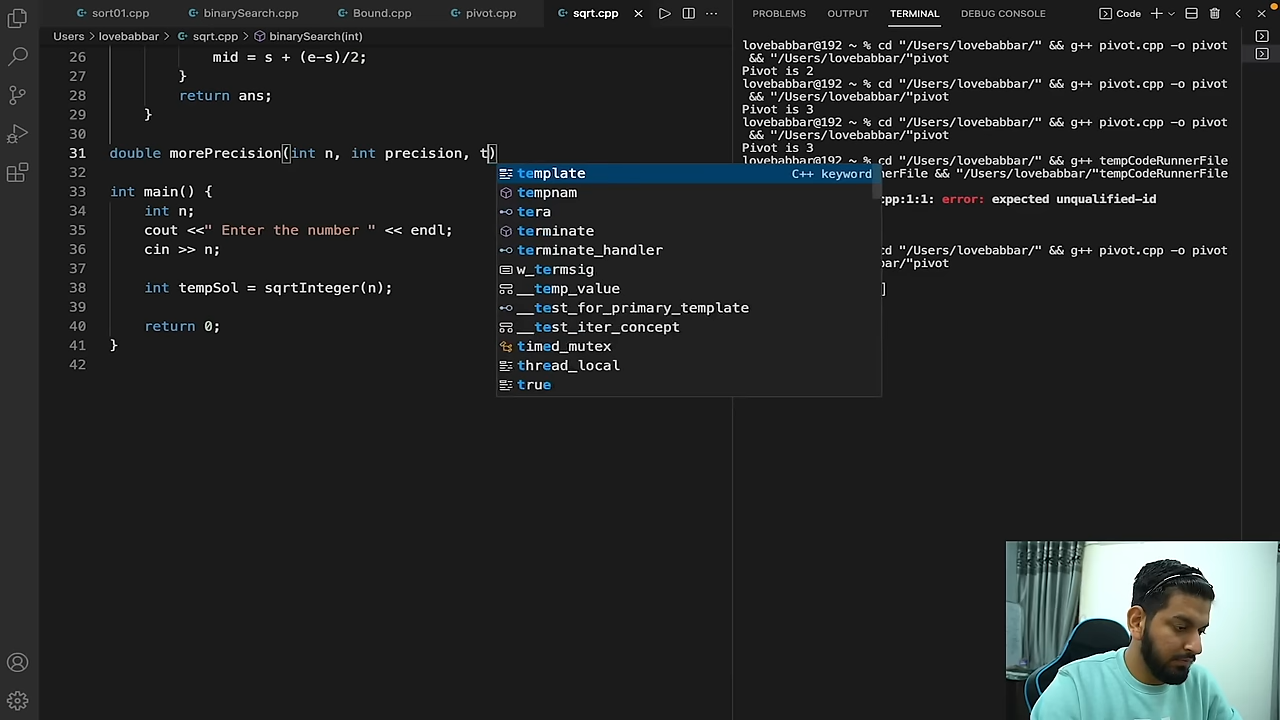 sort01.cpp binarySearch.cpp Bound.cpp pivot.cpp sqrt.cpp
Users > lovebabbar > sqrt.cpp > binarySearch(int)
26 mid = s + (e-s)/2;
27 }
28 return ans;
29 }
30
31 double morePrecision(int n, int precision, t)
32
33 int main() {
34 int n;
35 cout <<" Enter the number " << endl;
36 cin >> n;
37
38 int tempSol = sqrtInteger(n);
39
40 return 0;
41 }
42
template C++ keyword
tempnam
tera
terminate
terminate_handler
w_termsig
__temp_value
__test_for_primary_template
__test_iter_concept
timed_mutex
thread_local
true
PROBLEMS OUTPUT TERMINAL DEBUG CONSOLE Code
lovebabbar@192 ~ % cd "/Users/lovebabbar/" && g++ pivot.cpp -o pivot
&& "/Users/lovebabbar/"pivot
Pivot is 2
lovebabbar@192 ~ % cd "/Users/lovebabbar/" && g++ pivot.cpp -o pivot
&& "/Users/lovebabbar/"pivot
Pivot is 3
lovebabbar@192 ~ % cd "/Users/lovebabbar/" && g++ pivot.cpp -o pivot
&& "/Users/lovebabbar/"pivot
Pivot is 3
lovebabbar@192 ~ % cd "/Users/lovebabbar/" && g++ tempCodeRunnerFile
nerFile && "/Users/lovebabbar/"tempCodeRunnerFile
cpp:1:1: error: expected unqualified-id
cd "/Users/lovebabbar/" && g++ pivot.cpp -o pivot
bar/"pivot
]